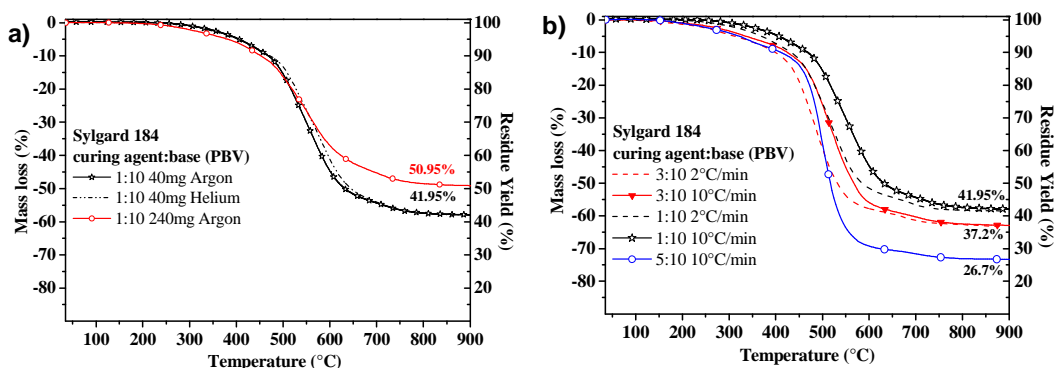 a)
0
-10
-20
-30
-40
-50
-60
-70
-80
Mass loss (%)
100
90
80
70
60
50
40
30
20
Residue Yield (%)
Sylgard 184
curing agent:base (PBV)
1:10 40mg Argon
1:10 40mg Helium
1:10 240mg Argon
50.95%
41.95%
100 200 300 400 500 600 700 800 900
Temperature (°C)
b)
0
-10
-20
-30
-40
-50
-60
-70
-80
Mass loss (%)
100
90
80
70
60
50
40
30
20
Residue Yield (%)
Sylgard 184
curing agent:base (PBV)
3:10 2°C/min
3:10 10°C/min
1:10 2°C/min
1:10 10°C/min
5:10 10°C/min
41.95%
37.2%
26.7%
100 200 300 400 500 600 700 800 900
Temperature (°C)